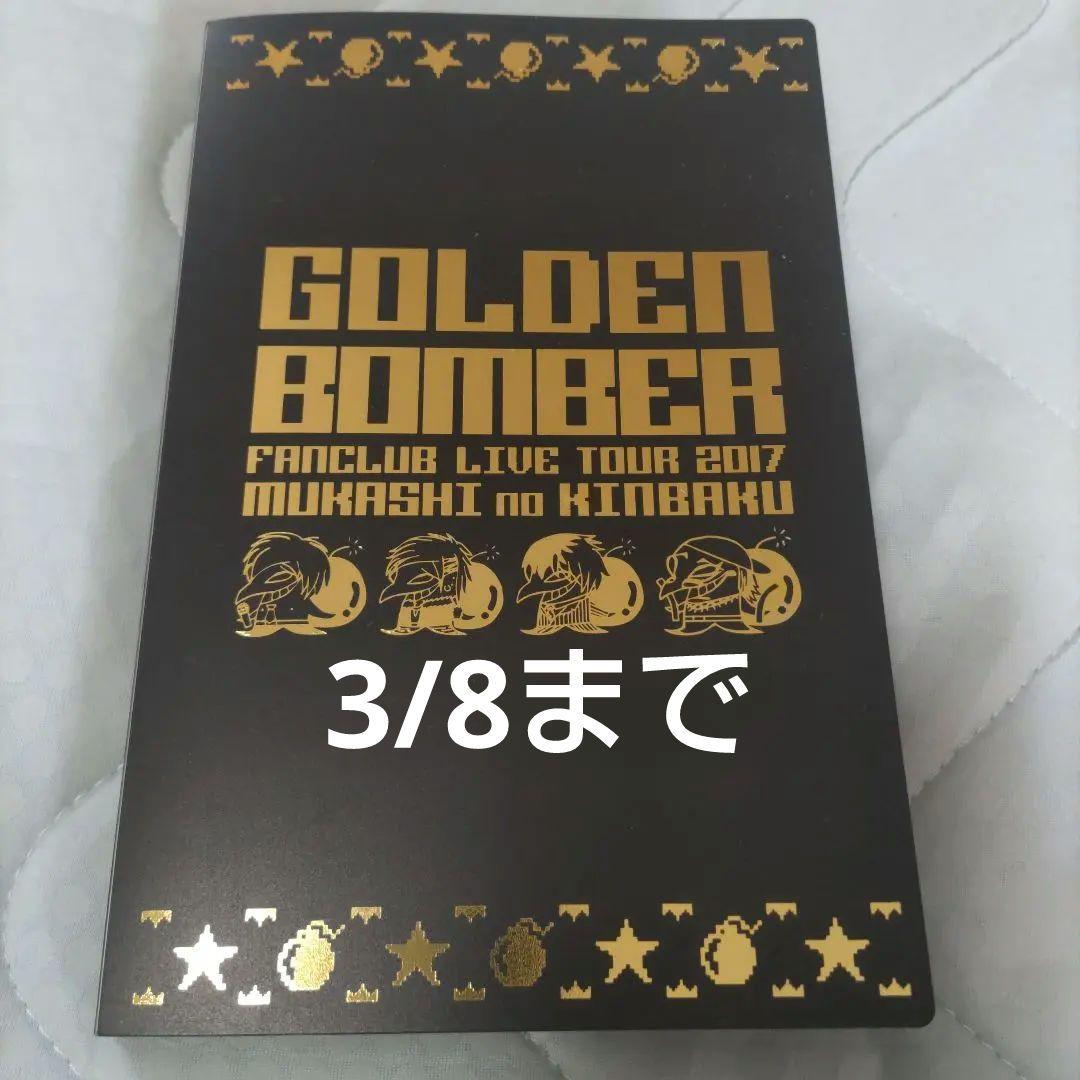 GOLDEN
BOMBER
FANCLUB LIVE TOUR 2017
MUKASHI no KINBAKU
3/8まで